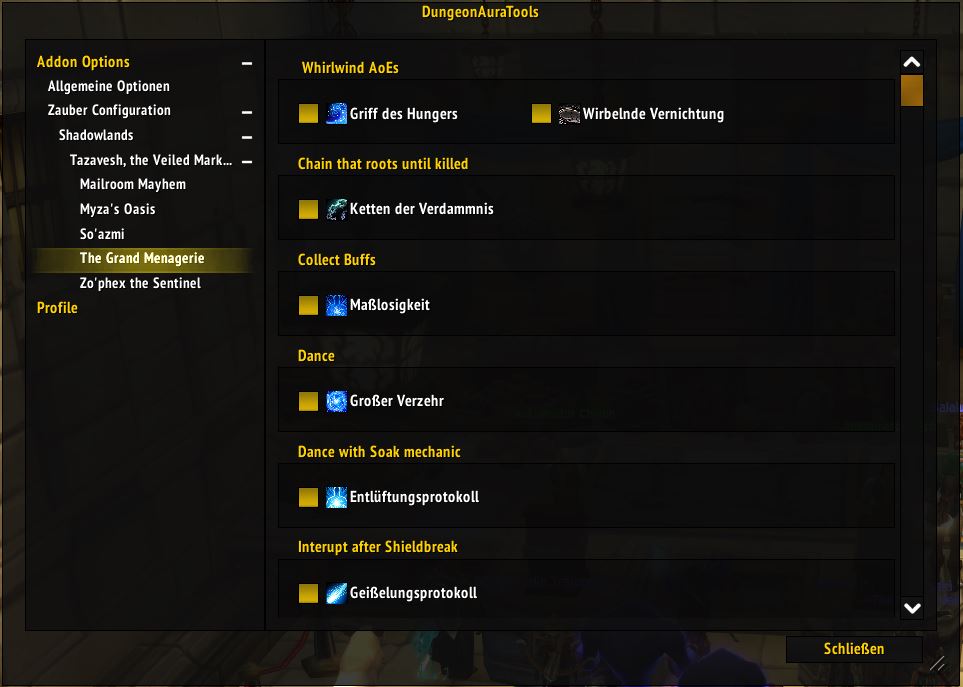 DungeonAuraTools
Addon Options
Allgemeine Optionen
Zauber Configuration
Shadowlands
Tazavesh, the Veiled Mark...
Mailroom Mayhem
Myza's Oasis
So'azmi
The Grand Menagerie
Zo'phex the Sentinel
Profile
Whirlwind AoEs
Griff des Hungers
Wirbelnde Vernichtung
Chain that roots until killed
Ketten der Verdammnis
Collect Buffs
Maßlosigkeit
Dance
Großer Verzehr
Dance with Soak mechanic
Entlüftungsprotokoll
Interupt after Shieldbreak
Geißelungsprotokoll
Schließen